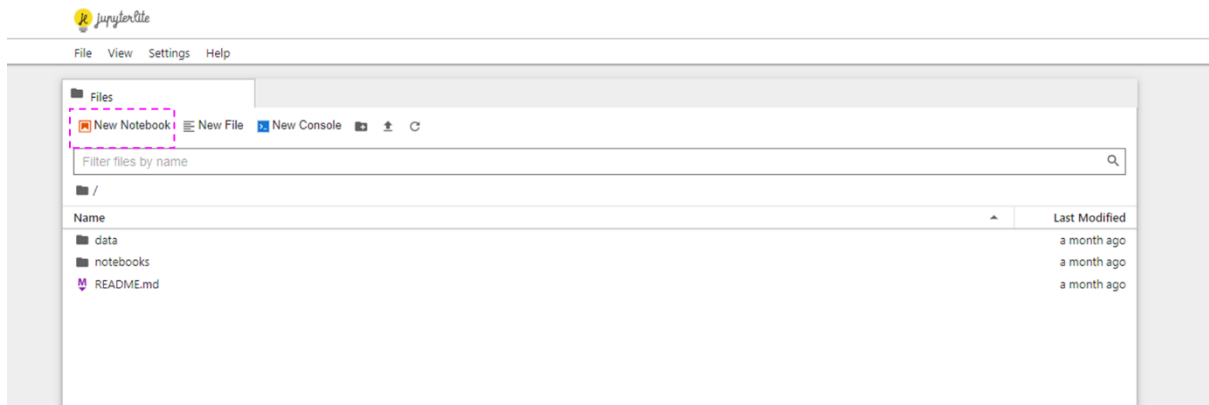 jupyterlite
File View Settings Help
Files
New Notebook New File New Console
Filter files by name
/
Name Last Modified
data a month ago
notebooks a month ago
README.md a month ago